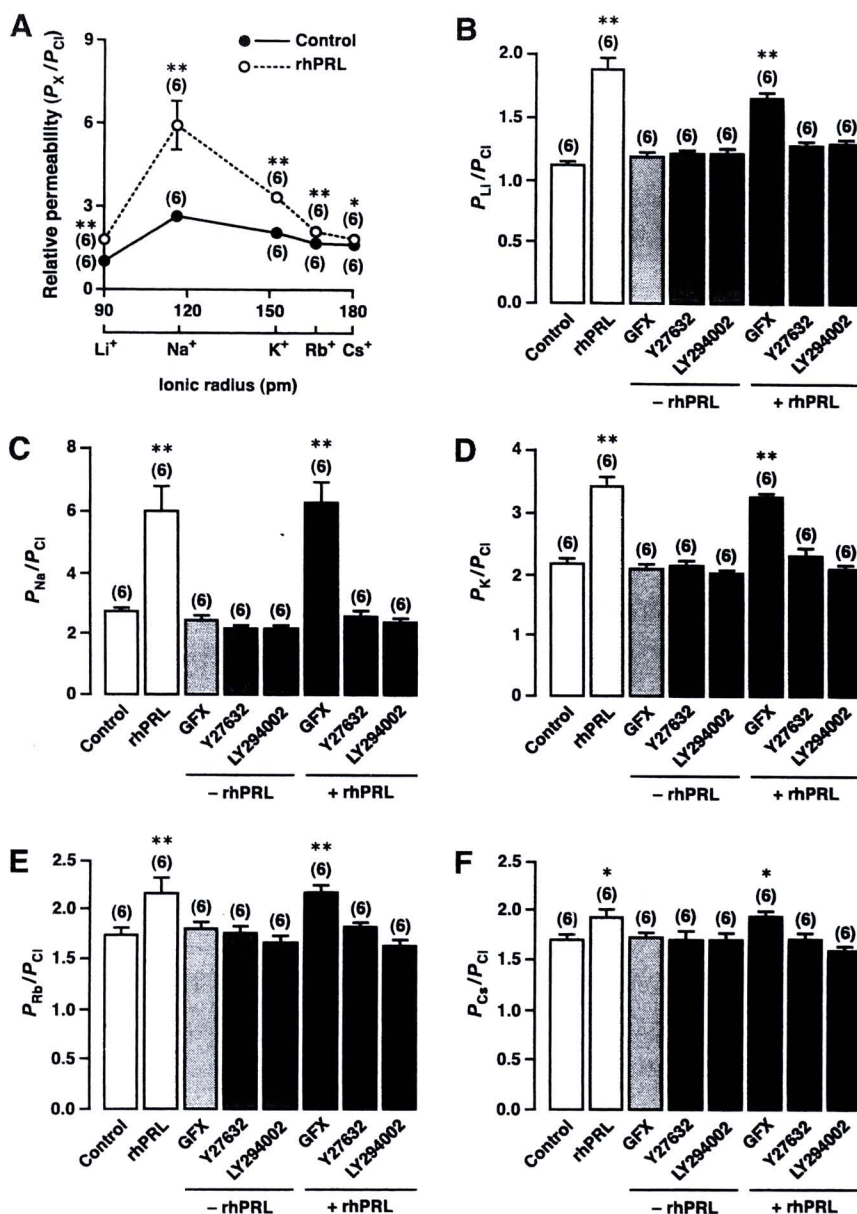 A
Relative permeability (PX/PCl)
9
6
3
0
Control
rhPRL
**
(6)
(6)
**
(6)
(6)
**
(6)
(6)
**
(6)
(6)
*
(6)
(6)
90 120 150 180
Li+ Na+ K+ Rb+ Cs+
Ionic radius (pm)
B
PLi/PCl
2.0
1.5
1.0
0.5
0.0
** **
(6) (6) (6) (6) (6) (6) (6) (6)
Control rhPRL GFX Y27632 LY294002 GFX Y27632 LY294002
– rhPRL + rhPRL
C
PNa/PCl
8
6
4
2
0
** **
(6) (6) (6) (6) (6) (6) (6) (6)
Control rhPRL GFX Y27632 LY294002 GFX Y27632 LY294002
– rhPRL + rhPRL
D
PK/PCl
4
3
2
1
0
** **
(6) (6) (6) (6) (6) (6) (6) (6)
Control rhPRL GFX Y27632 LY294002 GFX Y27632 LY294002
– rhPRL + rhPRL
E
PRb/PCl
2.5
2.0
1.5
1.0
0.5
0.0
** **
(6) (6) (6) (6) (6) (6) (6) (6)
Control rhPRL GFX Y27632 LY294002 GFX Y27632 LY294002
– rhPRL + rhPRL
F
PCs/PCl
2.5
2.0
1.5
1.0
0.5
0.0
* *
(6) (6) (6) (6) (6) (6) (6) (6)
Control rhPRL GFX Y27632 LY294002 GFX Y27632 LY294002
– rhPRL + rhPRL